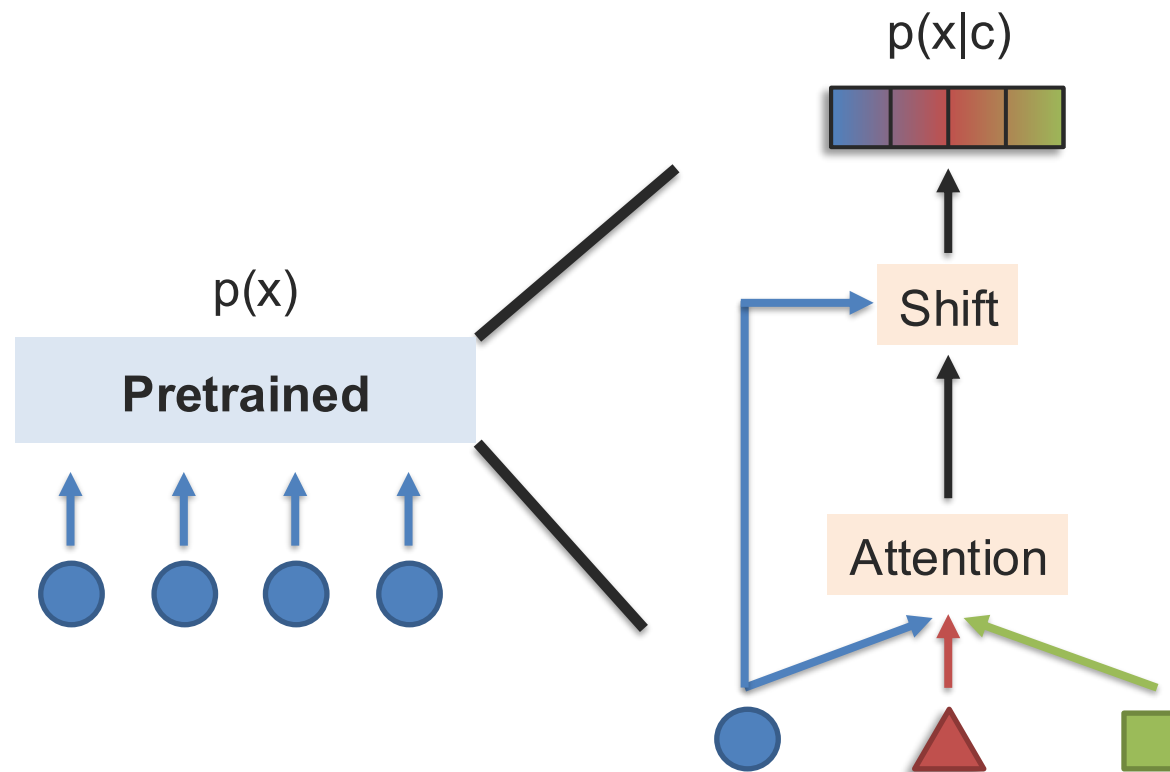 p(x|c)
p(x)
Shift
Pretrained
Attention